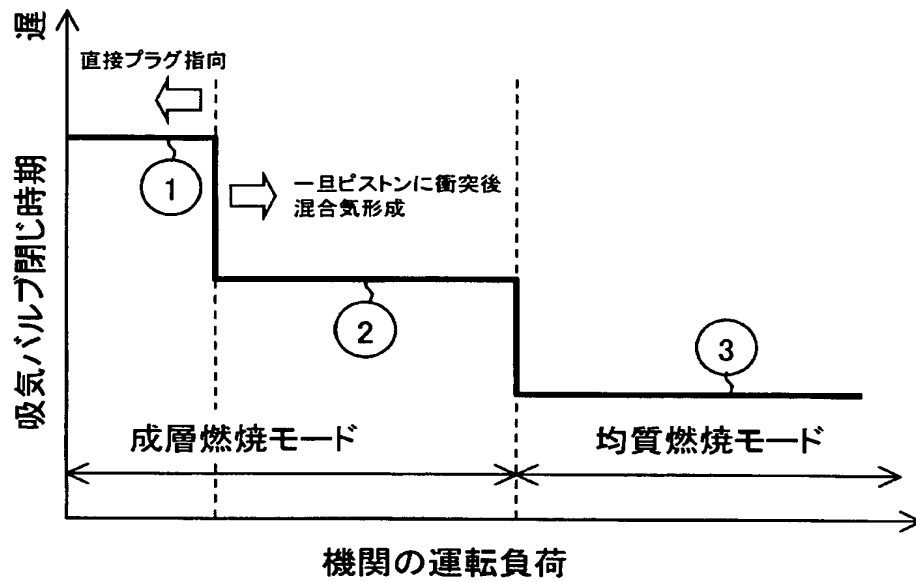 遅
直接プラグ指向
1
一旦ピストンに衝突後
混合気形成
吸気バルブ閉じ時期
2
3
成層燃焼モード
均質燃焼モード
機関の運転負荷